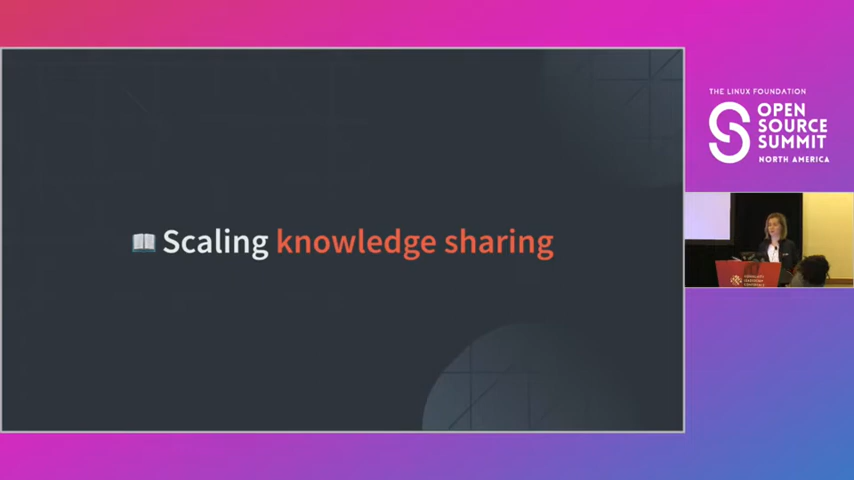 📖 Scaling knowledge sharing
THE LINUX FOUNDATION
OPEN
SOURCE
SUMMIT
NORTH AMERICA